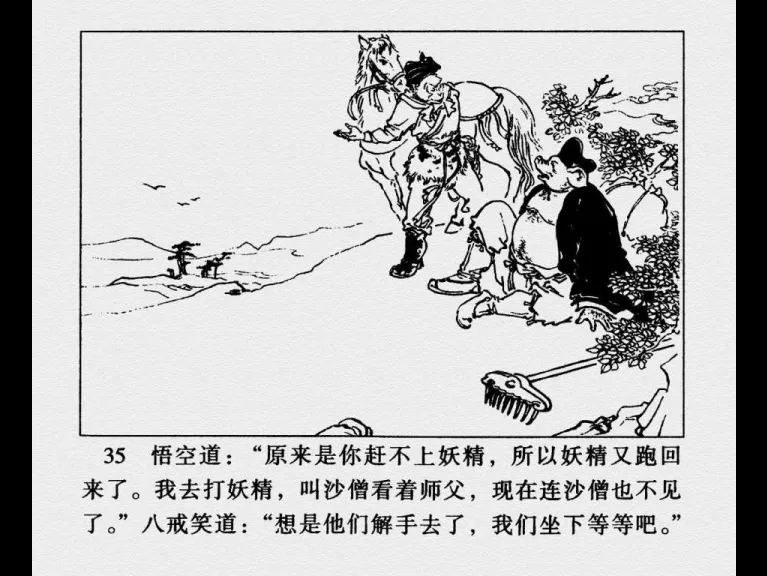 35 悟空道：“原来是你赶不上妖精，所以妖精又跑回
来了。我去打妖精，叫沙僧看着师父，现在连沙僧也不见
了。”八戒笑道：“想是他们解手去了，我们坐下等等吧。”